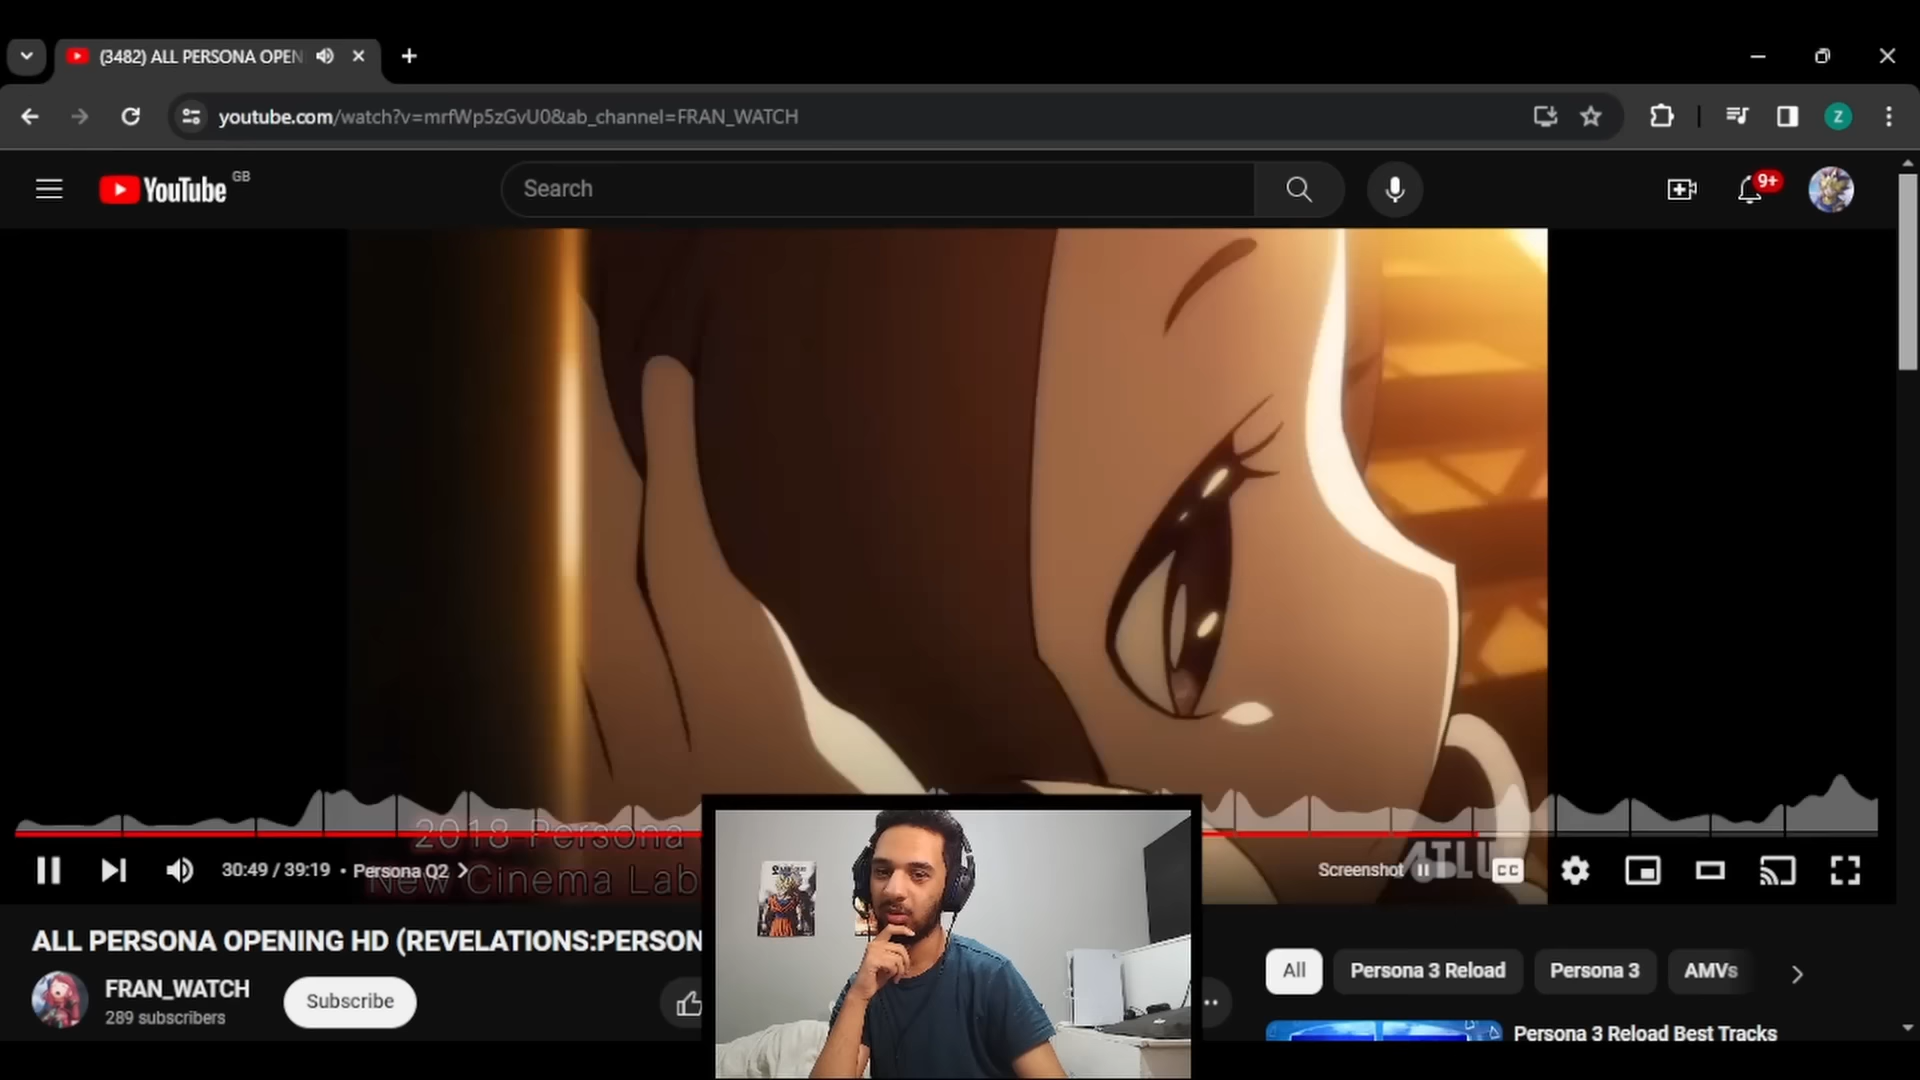 (3482) ALL PERSONA OPEN
youtube.com/watch?v=mrfWp5zGvU0&ab_channel=FRAN_WATCH
Z
YouTube GB
Search
9+
2018 Persona
New Cinema Lab
ATLU
30:49 / 39:19 • Persona Q2
Screenshot
CC
ALL PERSONA OPENING HD (REVELATIONS:PERSON
FRAN_WATCH
289 subscribers
Subscribe
All
Persona 3 Reload
Persona 3
AMVs
Persona 3 Reload Best Tracks